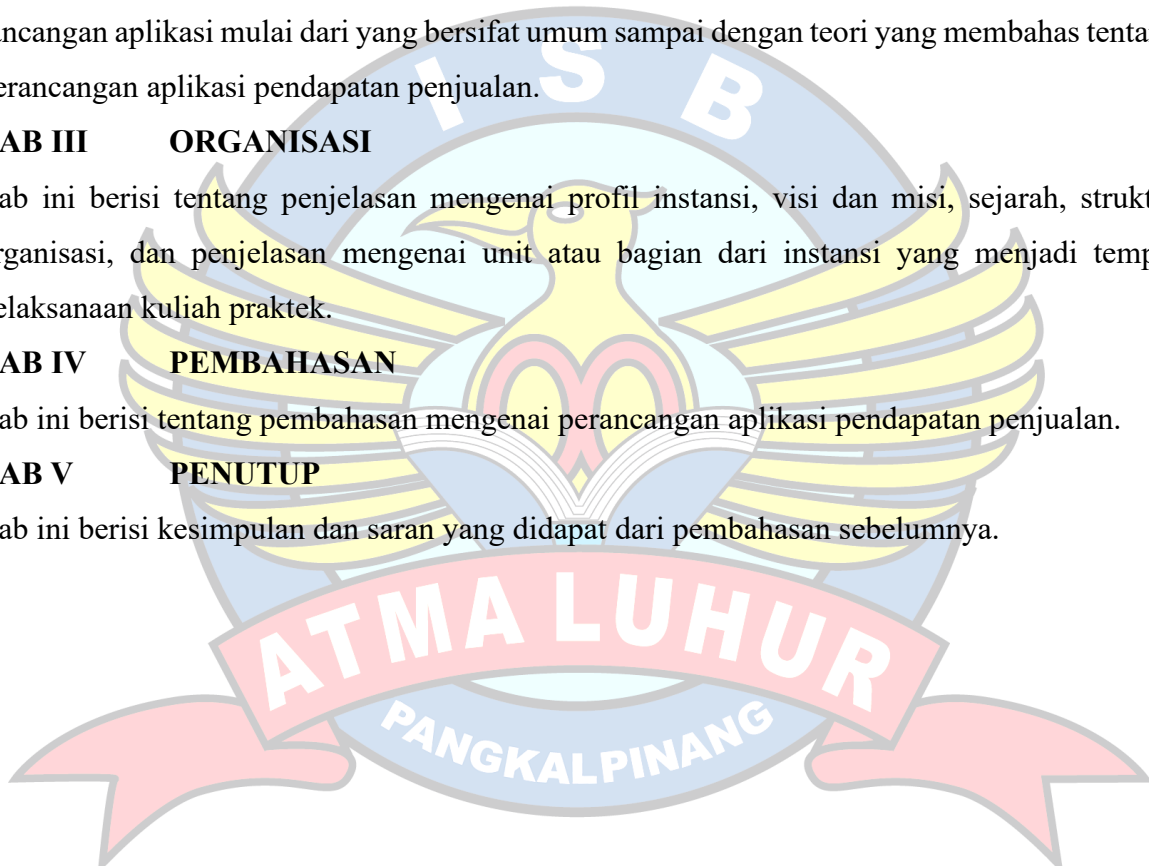 ancangan aplikasi mulai dari yang bersifat umum sampai dengan teori yang membahas tenta
erancangan aplikasi pendapatan penjualan.
AB III ORGANISASI
ab ini berisi tentang penjelasan mengenai profil instansi, visi dan misi, sejarah, strukt
rganisasi, dan penjelasan mengenai unit atau bagian dari instansi yang menjadi temp
elaksanaan kuliah praktek.
AB IV PEMBAHASAN
ab ini berisi tentang pembahasan mengenai perancangan aplikasi pendapatan penjualan.
AB V PENUTUP
ab ini berisi kesimpulan dan saran yang didapat dari pembahasan sebelumnya.
ISB
ATMA LUHUR
PANGKALPINANG